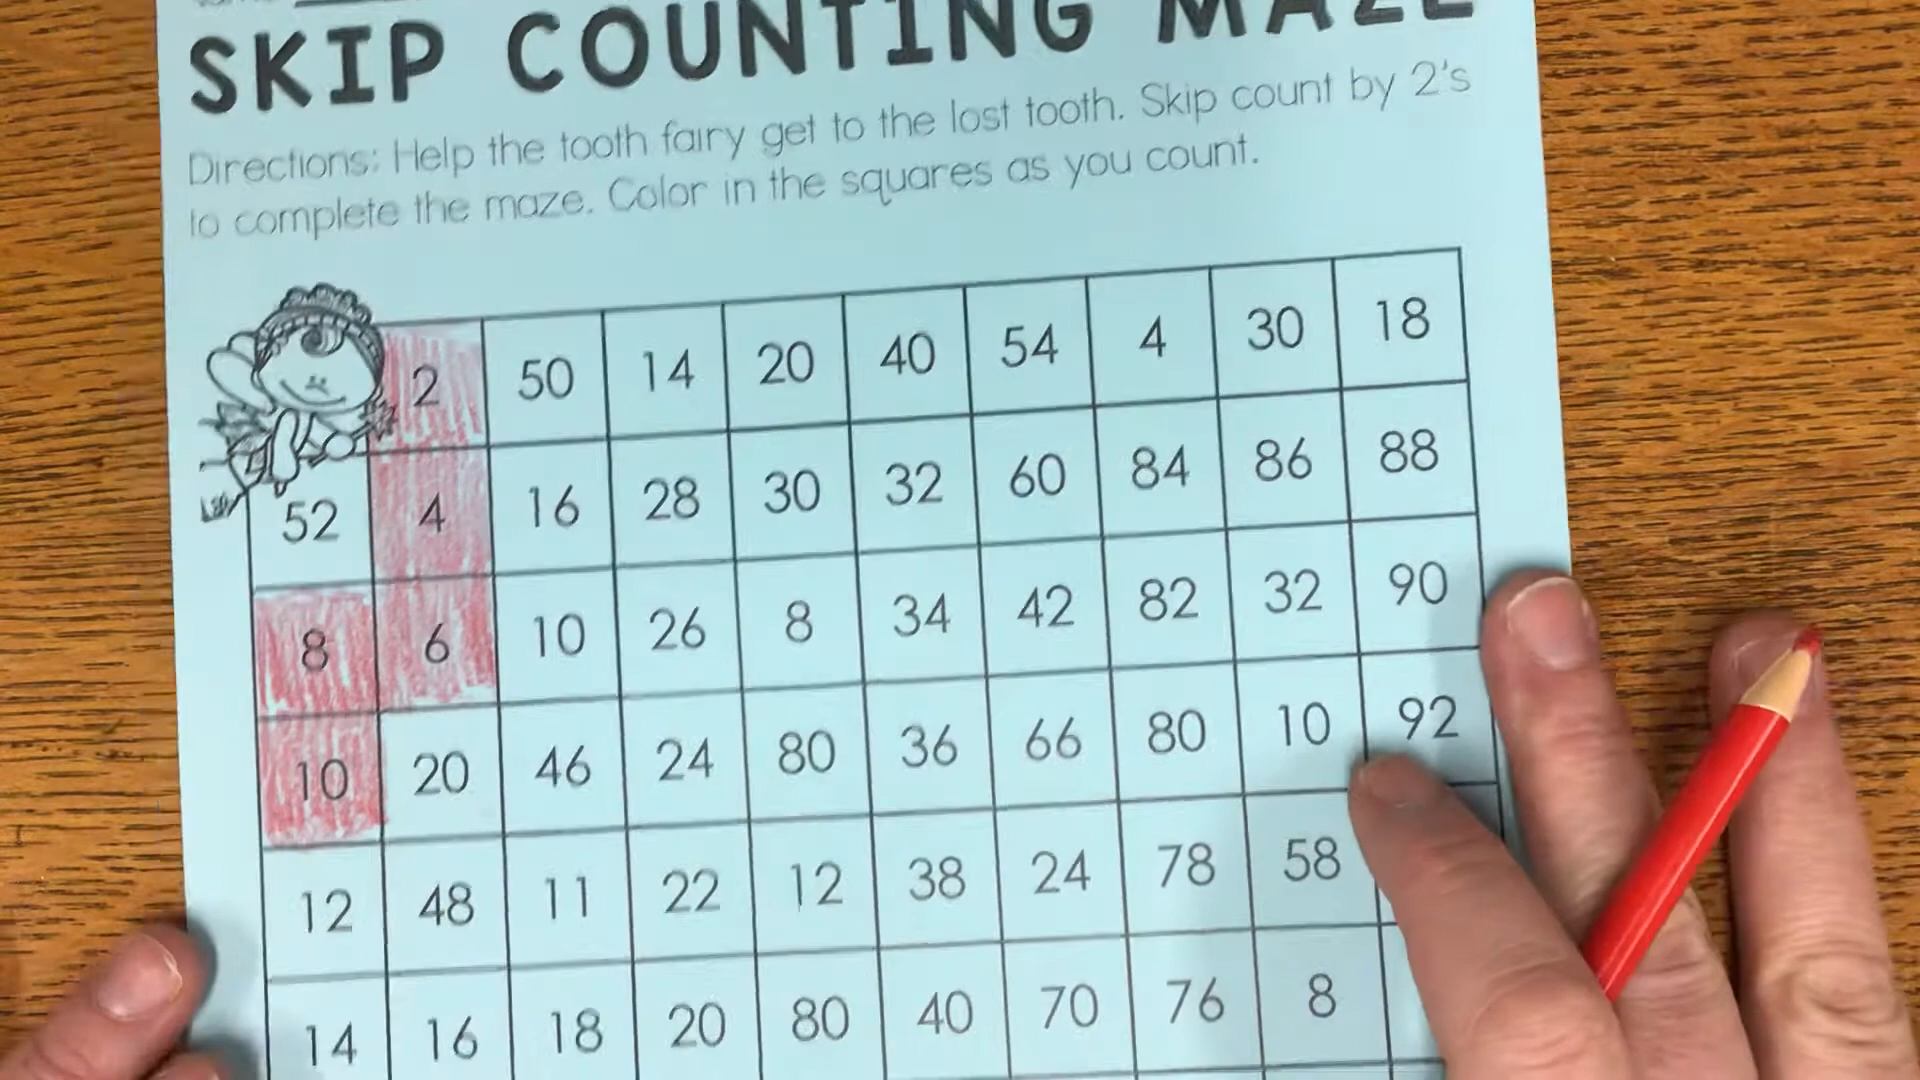 SKIP COUNTING MAZE
Directions: Help the tooth fairy get to the lost tooth. Skip count by 2's
to complete the maze. Color in the squares as you count.
2 50 14 20 40 54 4 30 18
52 4 16 28 30 32 60 84 86 88
8 6 10 26 8 34 42 82 32 90
10 20 46 24 80 36 66 80 10 92
12 48 11 22 12 38 24 78 58
14 16 18 20 80 40 70 76 8